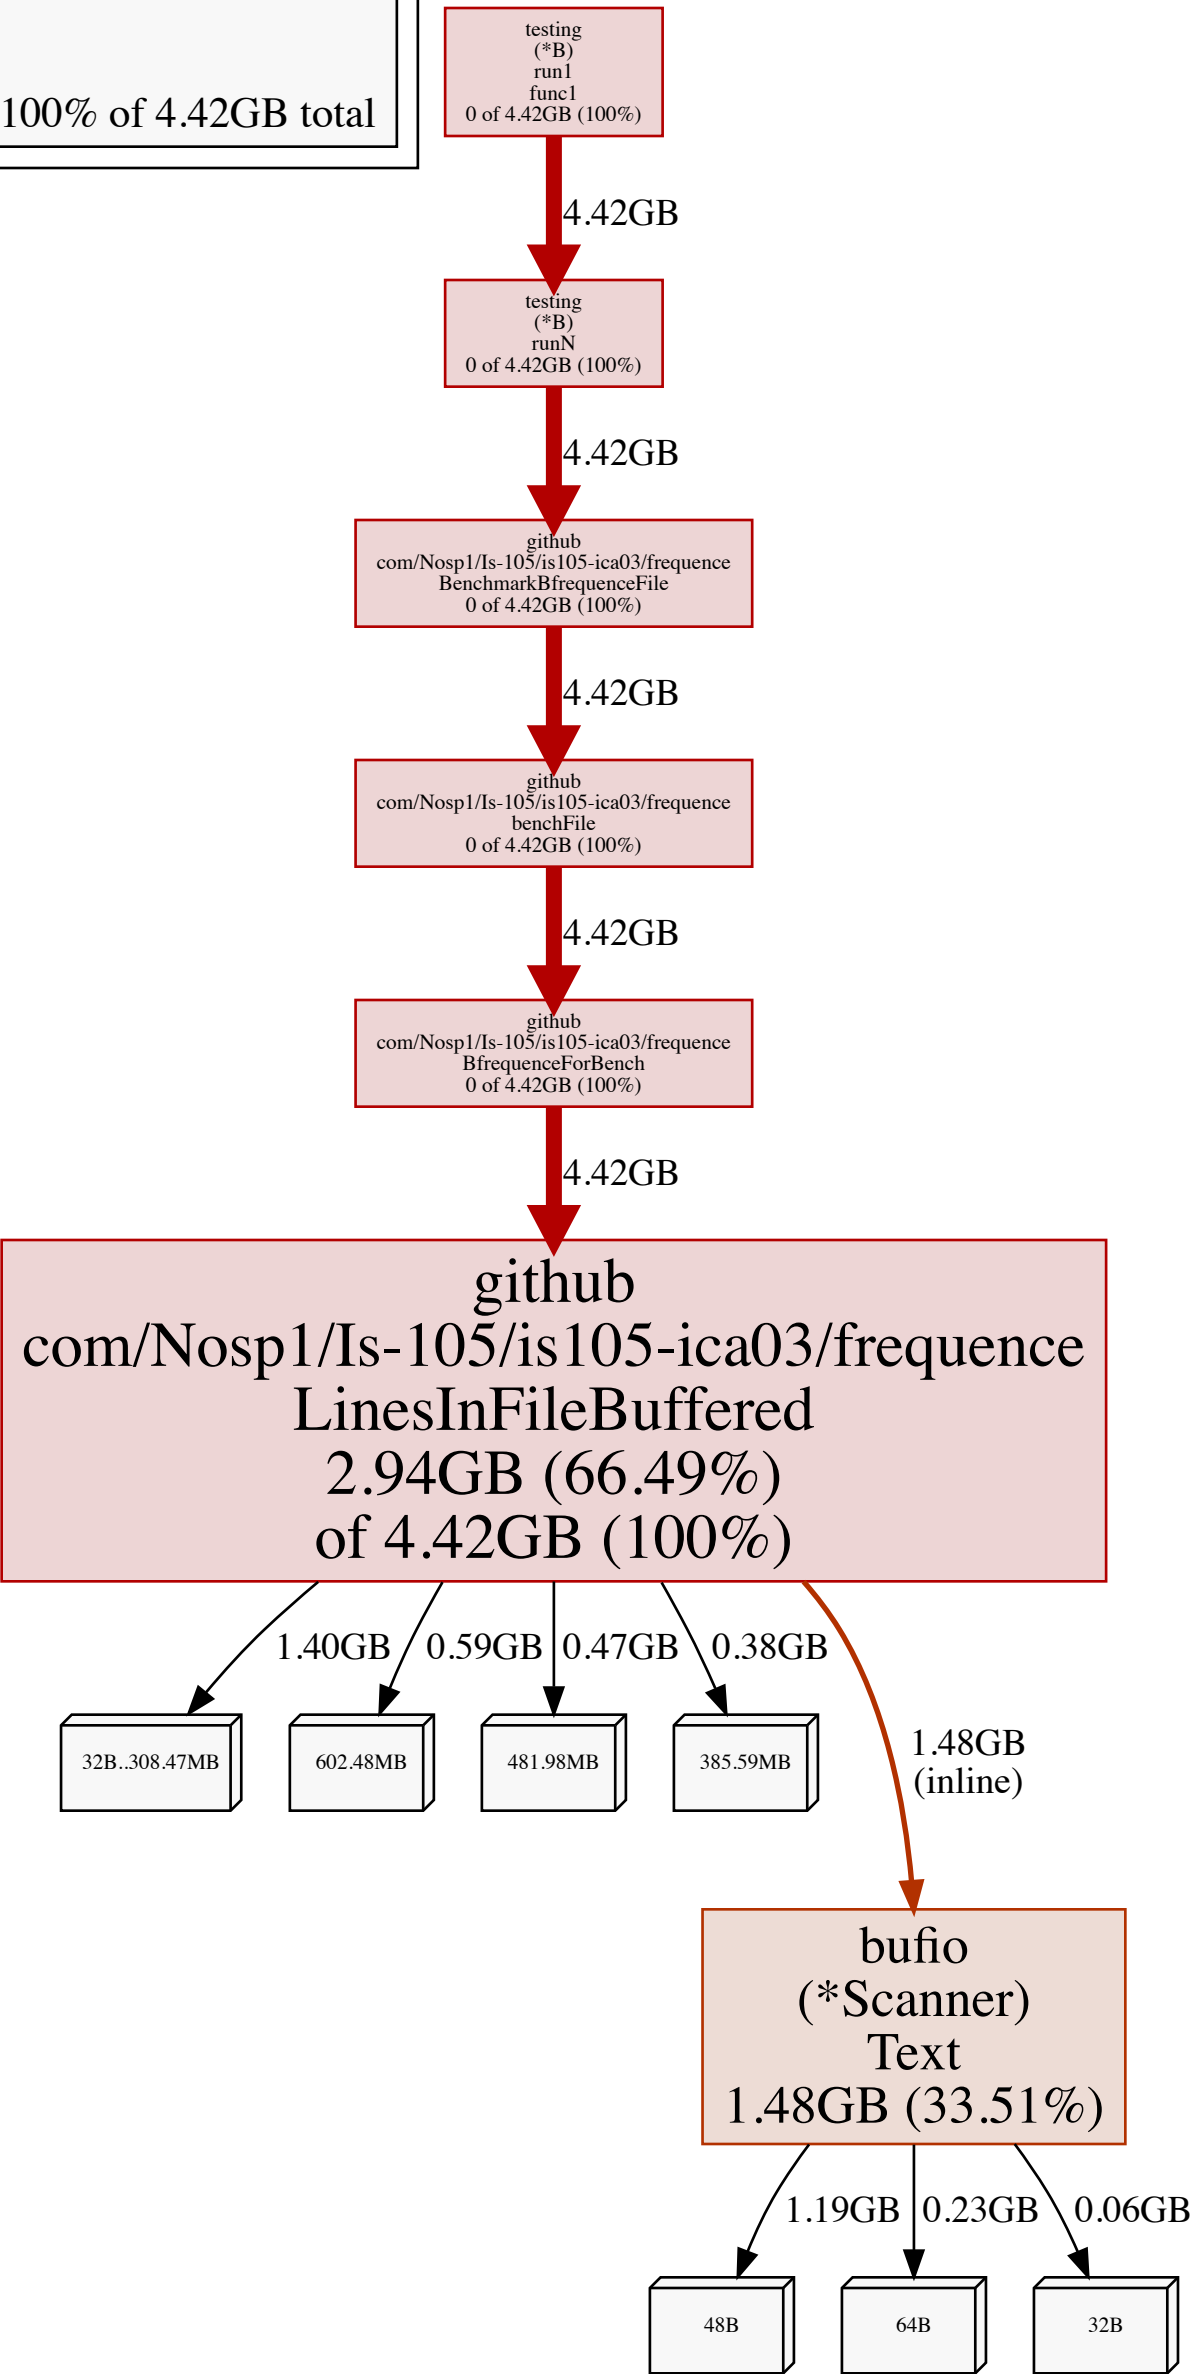 100% of 4.42GB total
testing
(*B)
run1
func1
0 of 4.42GB (100%)
4.42GB
testing
(*B)
runN
0 of 4.42GB (100%)
4.42GB
github
com/Nosp1/Is-105/is105-ica03/frequence
BenchmarkBfrequenceFile
0 of 4.42GB (100%)
4.42GB
github
com/Nosp1/Is-105/is105-ica03/frequence
benchFile
0 of 4.42GB (100%)
4.42GB
github
com/Nosp1/Is-105/is105-ica03/frequence
BfrequenceForBench
0 of 4.42GB (100%)
4.42GB
github
com/Nosp1/Is-105/is105-ica03/frequence
LinesInFileBuffered
2.94GB (66.49%)
of 4.42GB (100%)
1.40GB
0.59GB
0.47GB
0.38GB
1.48GB
(inline)
32B..308.47MB
602.48MB
481.98MB
385.59MB
bufio
(*Scanner)
Text
1.48GB (33.51%)
1.19GB
0.23GB
0.06GB
48B
64B
32B